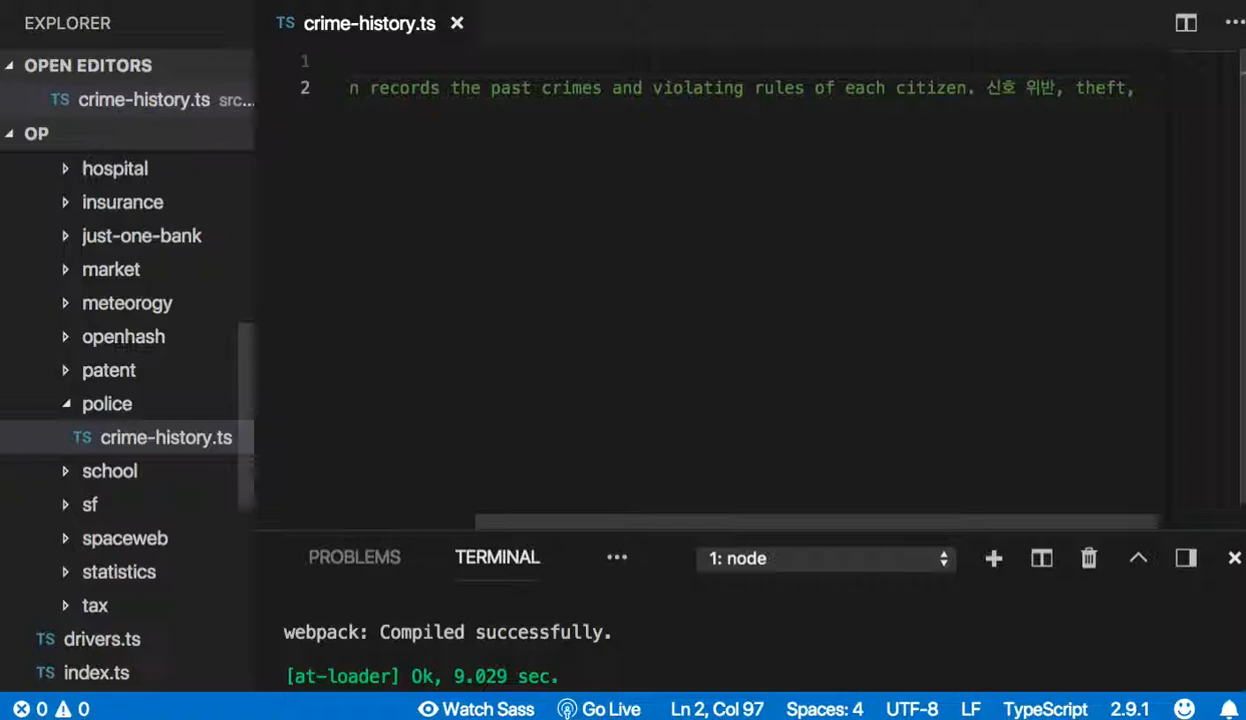 EXPLORER
TS crime-history.ts ×
OPEN EDITORS
TS crime-history.ts src...
OP
hospital
insurance
just-one-bank
market
meteorogy
openhash
patent
police
TS crime-history.ts
school
sf
spaceweb
statistics
tax
TS drivers.ts
TS index.ts
1
2 n records the past crimes and violating rules of each citizen. 신호 위반, theft,
PROBLEMS TERMINAL ••• 1: node
webpack: Compiled successfully.
[at-loader] Ok, 9.029 sec.
0 0 Watch Sass Go Live Ln 2, Col 97 Spaces: 4 UTF-8 LF TypeScript 2.9.1